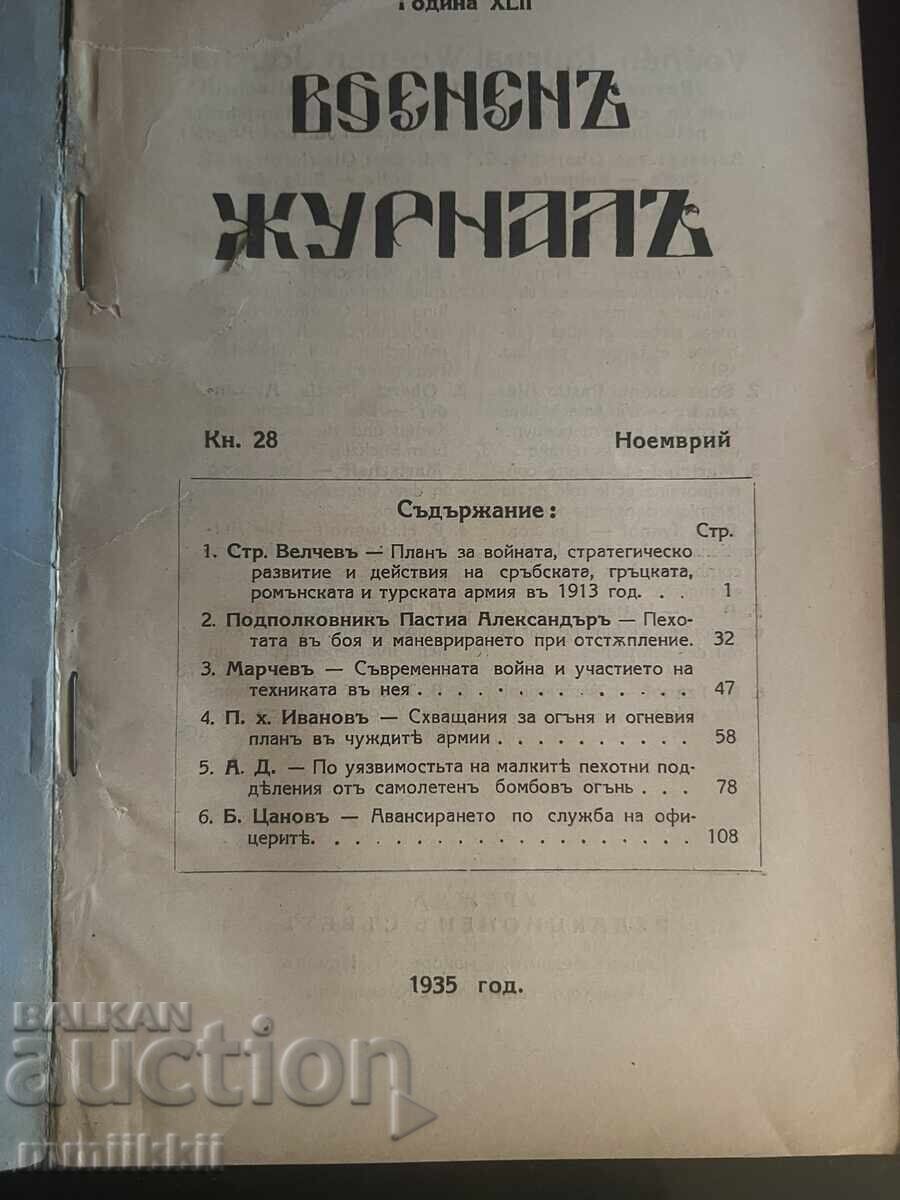 Година XLII
ВОЕНЕНЪ
ЖУРНАЛЪ
Кн. 28 Ноемврий
Съдържание:
Стр.
1. Стр. Велчевъ — Планъ за войната, стратегическо
развитие и действия на сръбската, гръцката,
ромънската и турската армия въ 1913 год. . . 1
2. Подполковникъ Пастиа Александъръ — Пехо-
тата въ боя и маневрирането при отстѫпление. 32
3. Марчевъ — Съвременната война и участието на
техниката въ нея . . . . . . . . . . . . . . 47
4. П. х. Ивановъ — Схващания за огъня и огневия
планъ въ чуждитѣ армии . . . . . . . . . . 58
5. А. Д. — По уязвимостьта на малкитѣ пехотни под-
дѣления отъ самолетенъ бомбовъ огънь . . . 78
6. Б. Цановъ — Авансирането по служба на офи-
церитѣ. . . . . . . . . . . . . . . . . . . 108
1935 год.
BALKAN
auction
mmiikkii